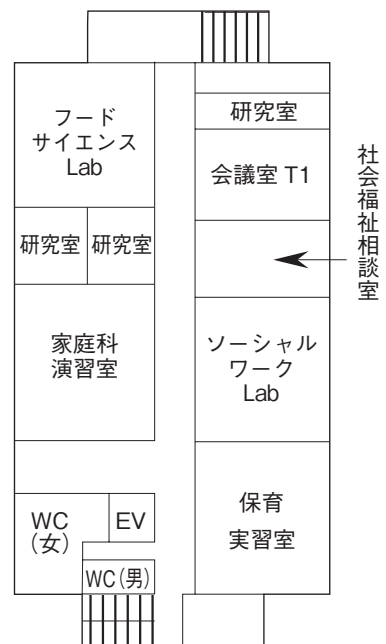 フード
サイエンス
Lab
研究室
会議室 T1
社会福祉相談室
研究室
研究室
家庭科
演習室
ソーシャル
ワーク
Lab
WC
(女)
EV
WC(男)
保育
実習室